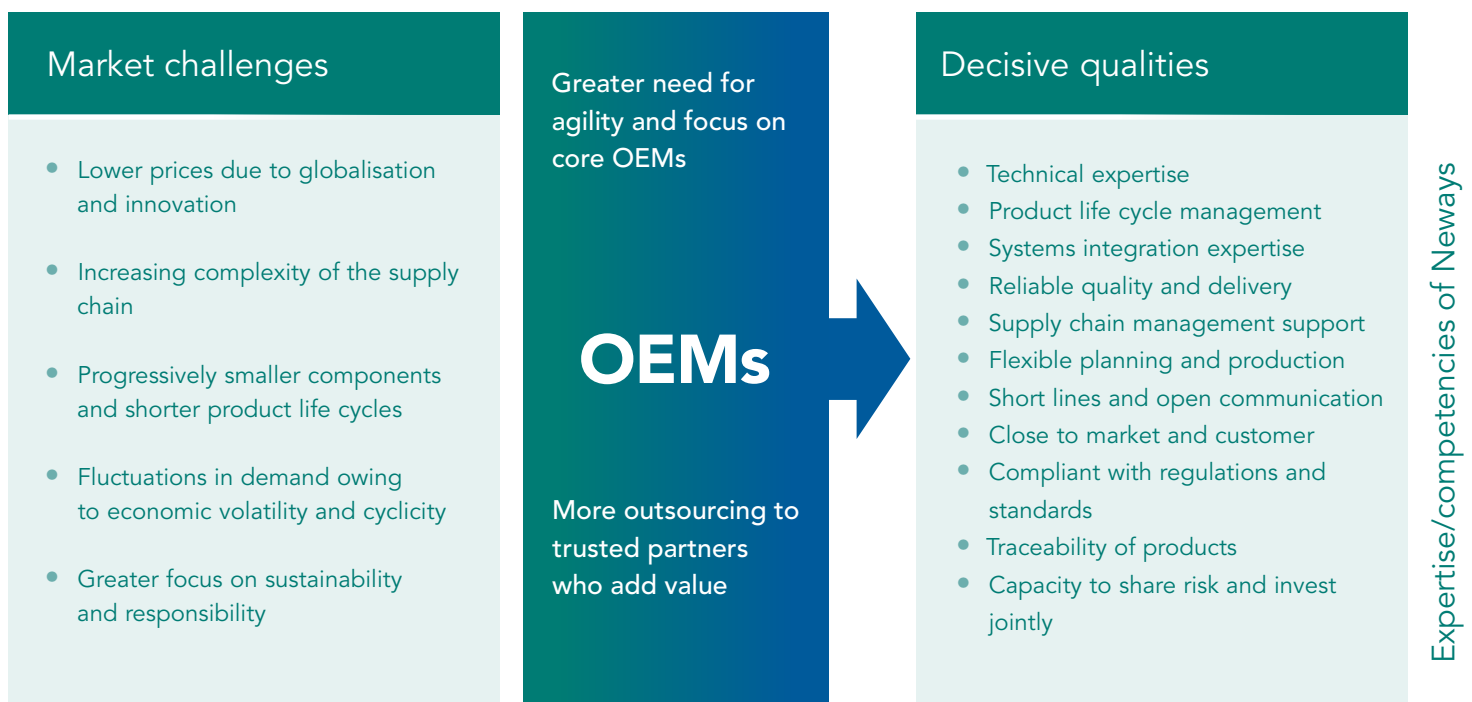 Market challenges
• Lower prices due to globalisation
and innovation
• Increasing complexity of the supply
chain
• Progressively smaller components
and shorter product life cycles
• Fluctuations in demand owing
to economic volatility and cyclicity
• Greater focus on sustainability
and responsibility
Greater need for
agility and focus on
core OEMs
OEMs
More outsourcing to
trusted partners
who add value
Decisive qualities
• Technical expertise
• Product life cycle management
• Systems integration expertise
• Reliable quality and delivery
• Supply chain management support
• Flexible planning and production
• Short lines and open communication
• Close to market and customer
• Compliant with regulations and
standards
• Traceability of products
• Capacity to share risk and invest
jointly
Expertise/competencies of Neways